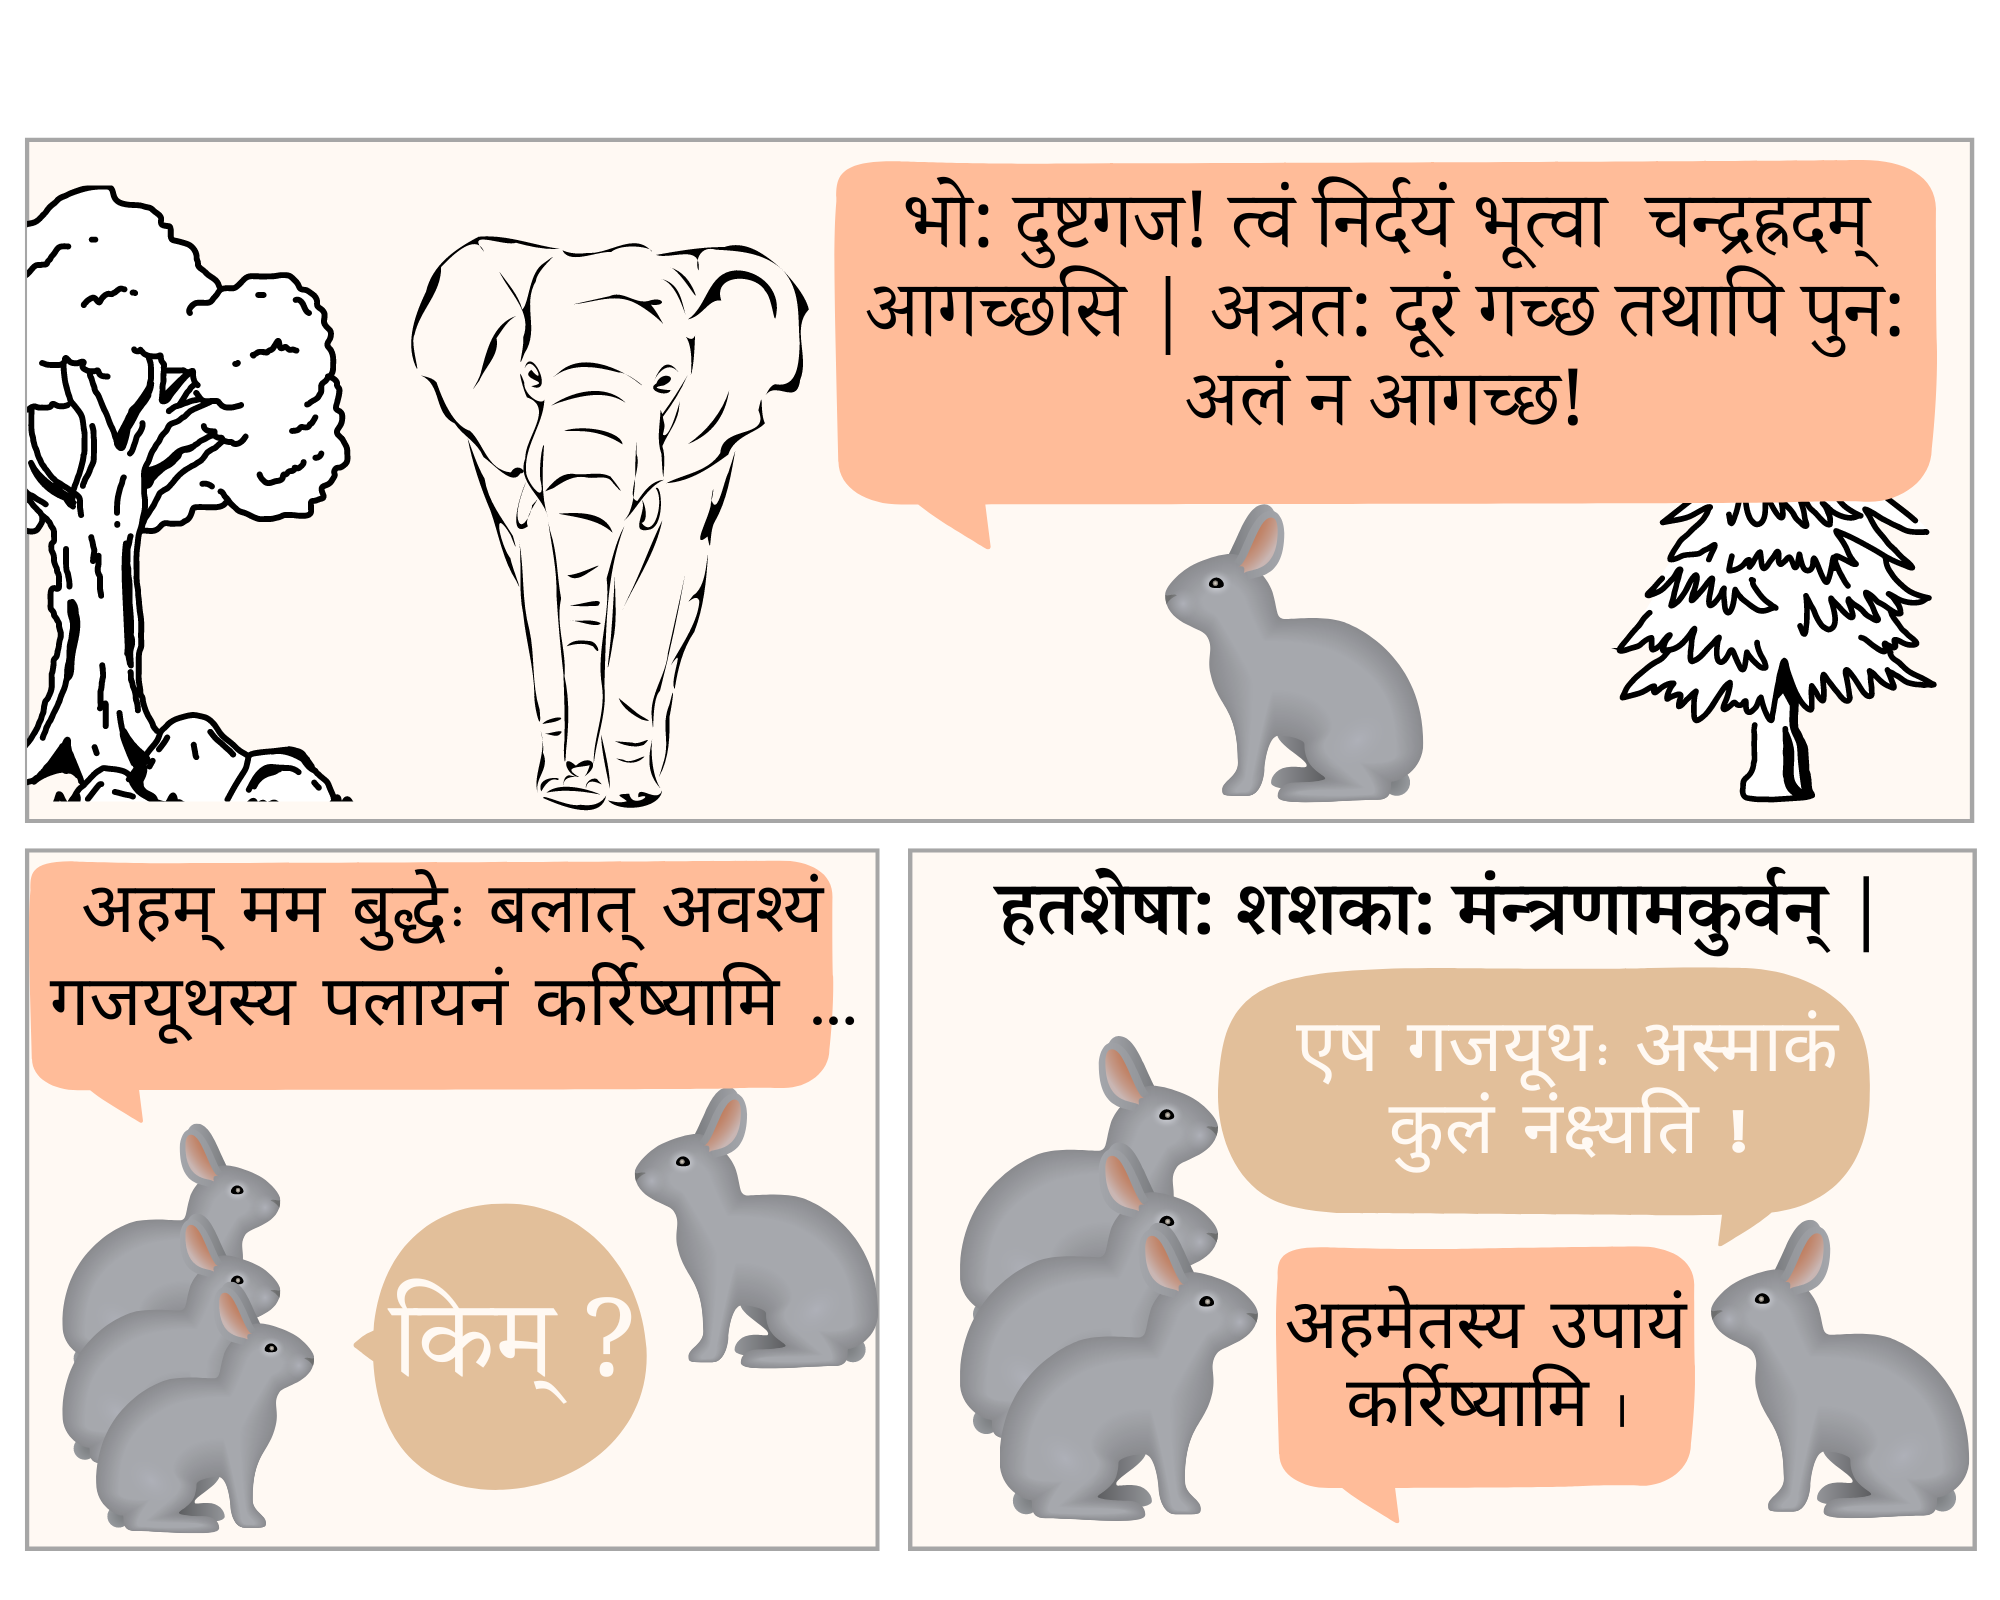 भो: दुष्टगज! त्वं निर्दयं भूत्वा चन्द्रह्रदम्
आगच्छसि | अत्रत: दूरं गच्छ तथापि पुन:
अलं न आगच्छ!
अहम् मम बुद्धेः बलात् अवश्यं
गजयूथस्य पलायनं कर्रिष्यामि ...
किम् ?
हतशेषा: शशका: मंन्त्रणामकुर्वन् |
एष गजयूथः अस्माकं
कुलं नंक्ष्यति !
अहमेतस्य उपायं
कर्रिष्यामि ।